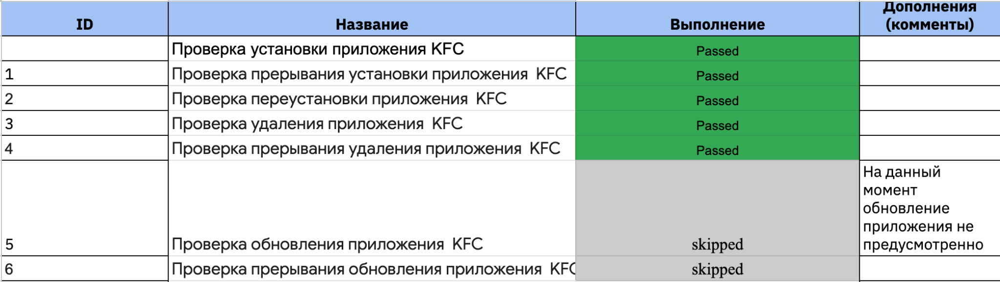 ID Название Выполнение Дополнения (комменты)
Проверка установки приложения KFC Passed
1 Проверка прерывания установки приложения KFC Passed
2 Проверка переустановки приложения KFC Passed
3 Проверка удаления приложения KFC Passed
4 Проверка прерывания удаления приложения KFC Passed
На данный
момент
обновление
приложения не
5 Проверка обновления приложения KFC skipped предусмотренно
6 Проверка прерывания обновления приложения KFC skipped